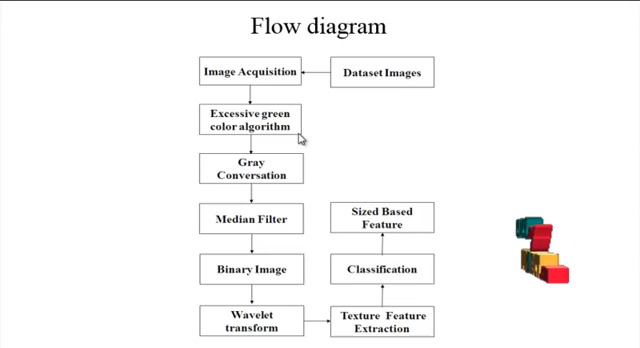 Flow diagram
Image Acquisition
Dataset Images
Excessive green
color algorithm
Gray
Conversation
Median Filter
Sized Based
Feature
Binary Image
Classification
Wavelet
transform
Texture Feature
Extraction